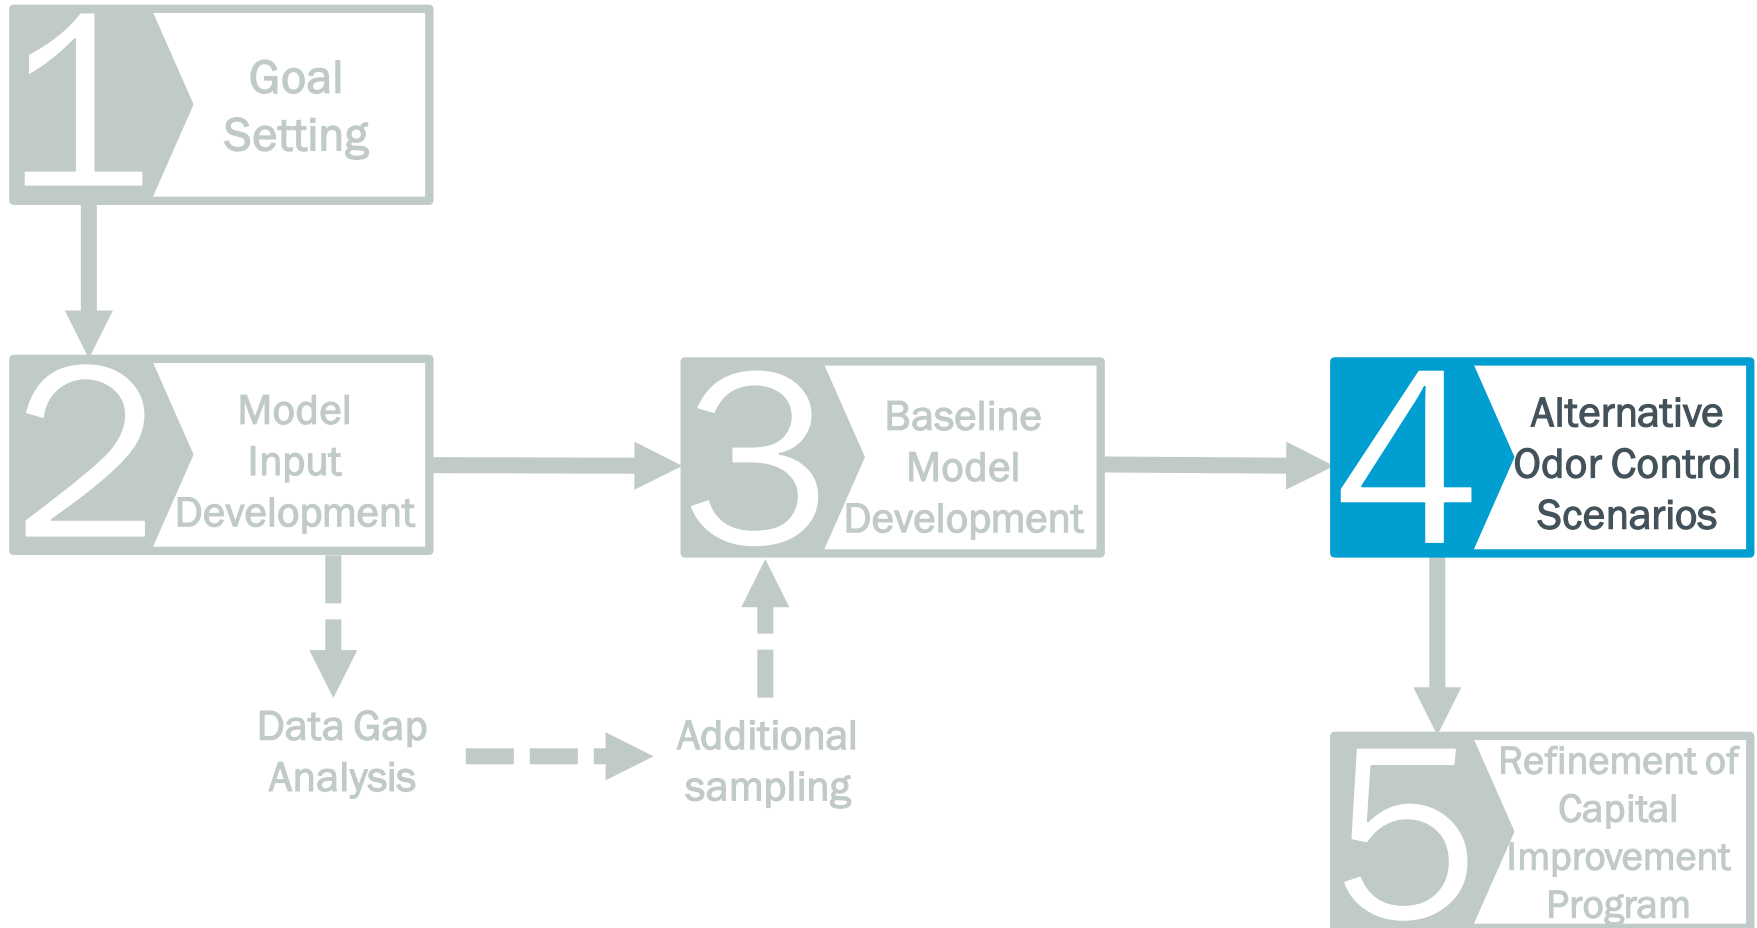 1
Goal
Setting
2
Model
Input
Development
3
Baseline
Model
Development
4
Alternative
Odor Control
Scenarios
Data Gap
Analysis
Additional
sampling
5
Refinement of
Capital
Improvement
Program